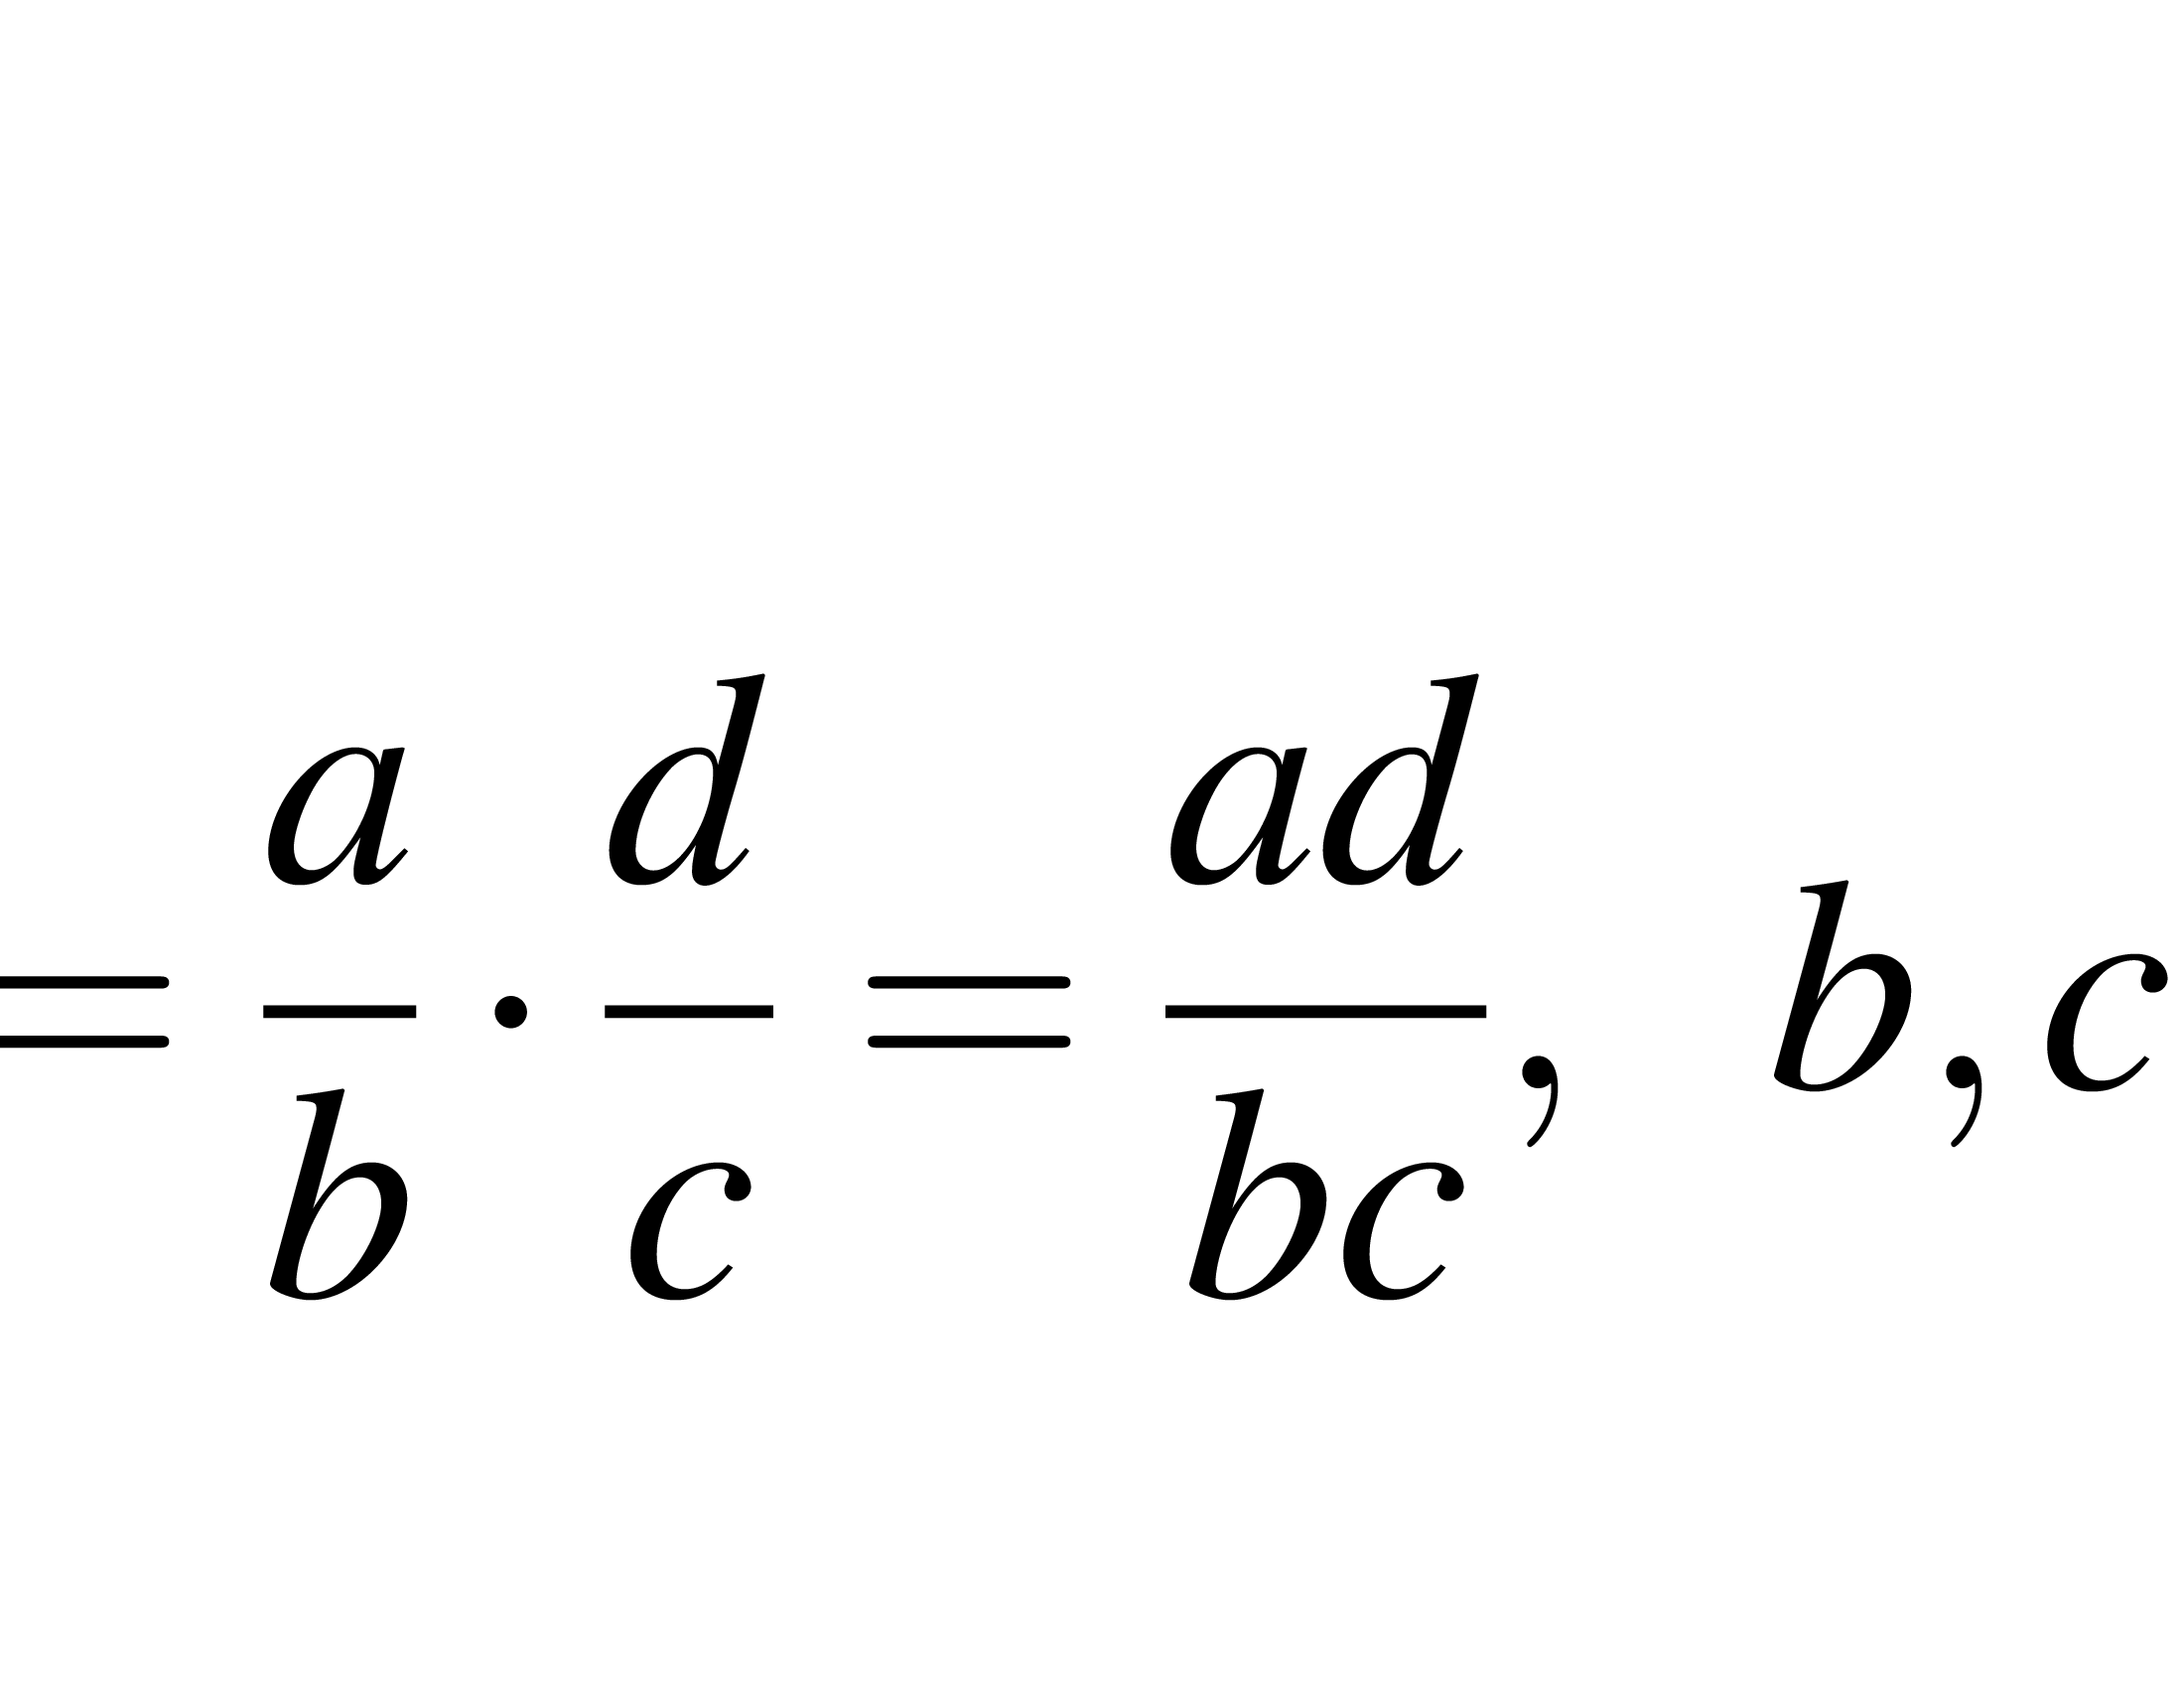 = a/b · d/c = ad/bc, b, c